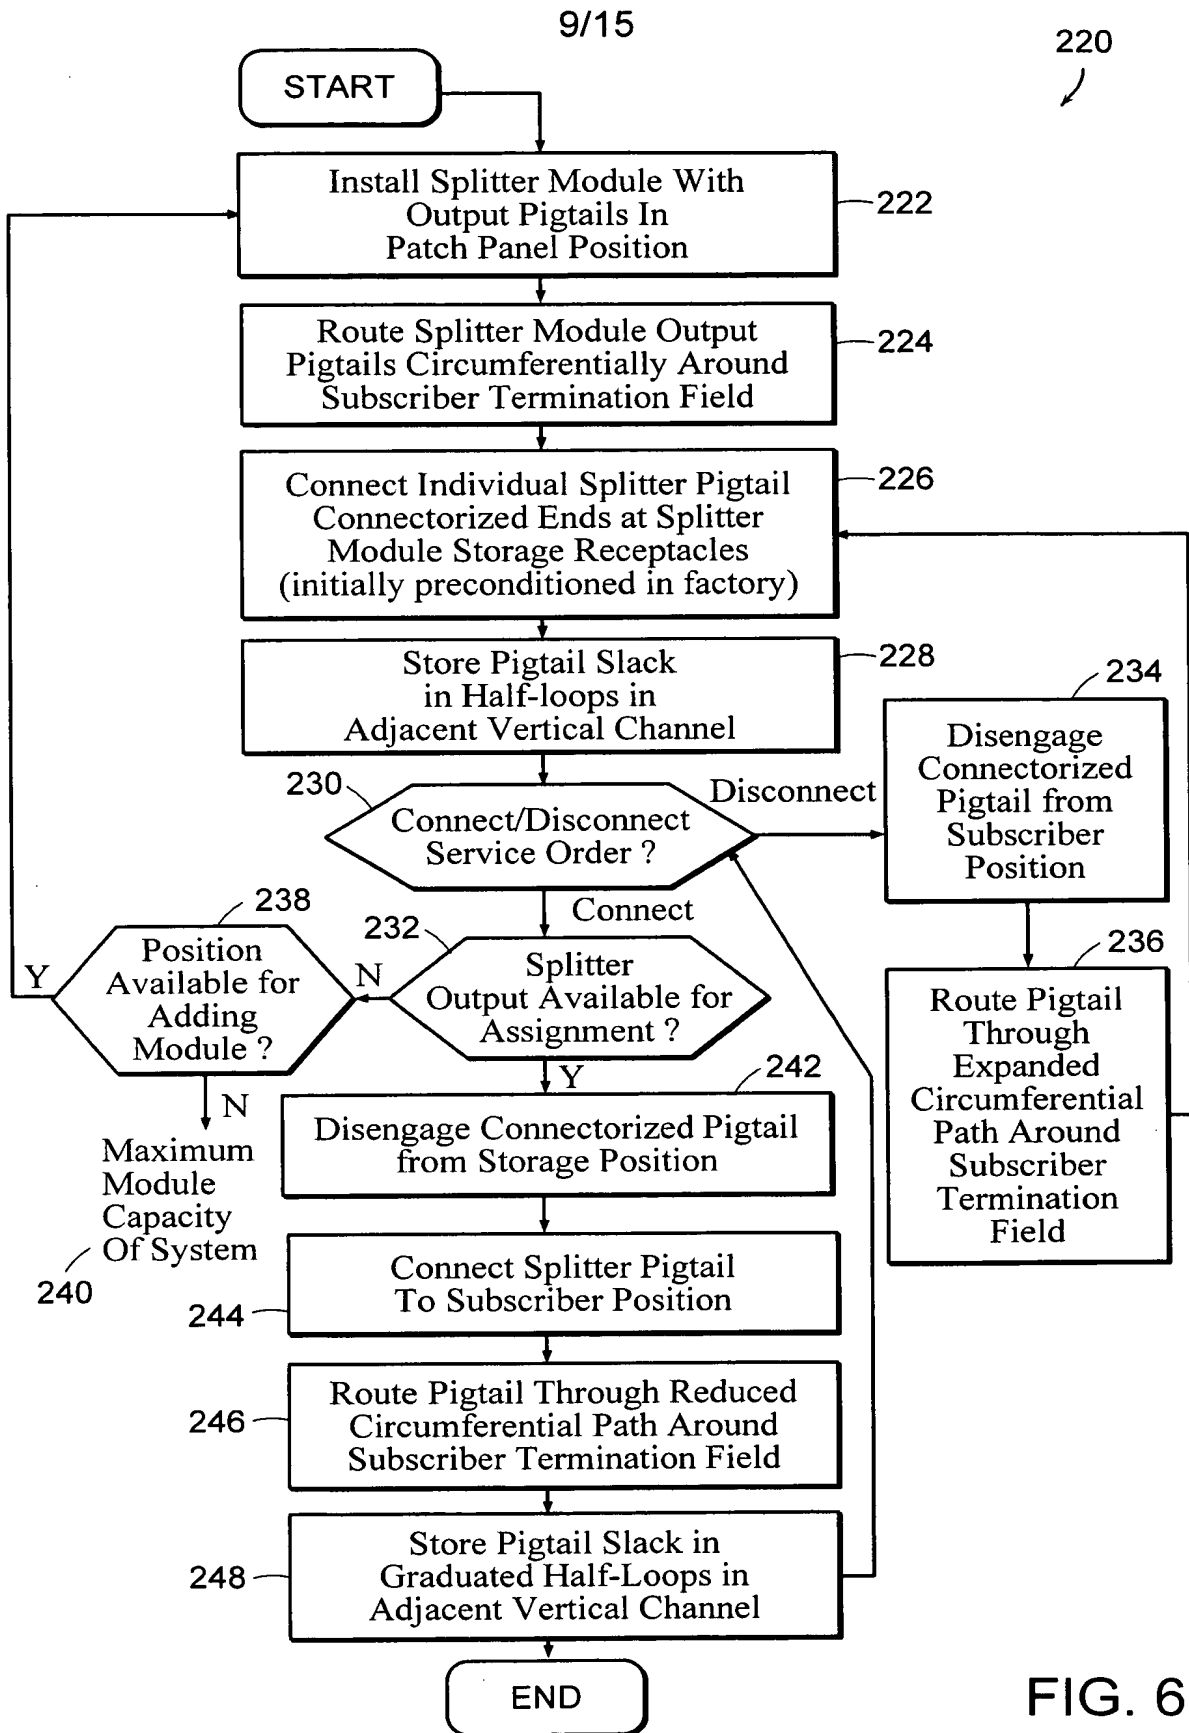 9/15
220
START
Install Splitter Module With
Output Pigtails In
Patch Panel Position
222
Route Splitter Module Output
Pigtails Circumferentially Around
Subscriber Termination Field
224
Connect Individual Splitter Pigtail
Connectorized Ends at Splitter
Module Storage Receptacles
(initially preconditioned in factory)
226
Store Pigtail Slack
in Half-loops in
Adjacent Vertical Channel
228
230
Connect/Disconnect
Service Order ?
Disconnect
234
Disengage
Connectorized
Pigtail from
Subscriber
Position
Connect
236
Route Pigtail
Through
Expanded
Circumferential
Path Around
Subscriber
Termination
Field
232
Splitter
Output Available for
Assignment ?
N
238
Position
Available for
Adding
Module ?
Y
N
Maximum
Module
Capacity
Of System
240
Y
242
Disengage Connectorized Pigtail
from Storage Position
Connect Splitter Pigtail
To Subscriber Position
244
Route Pigtail Through Reduced
Circumferential Path Around
Subscriber Termination Field
246
Store Pigtail Slack in
Graduated Half-Loops in
Adjacent Vertical Channel
248
END
FIG. 6